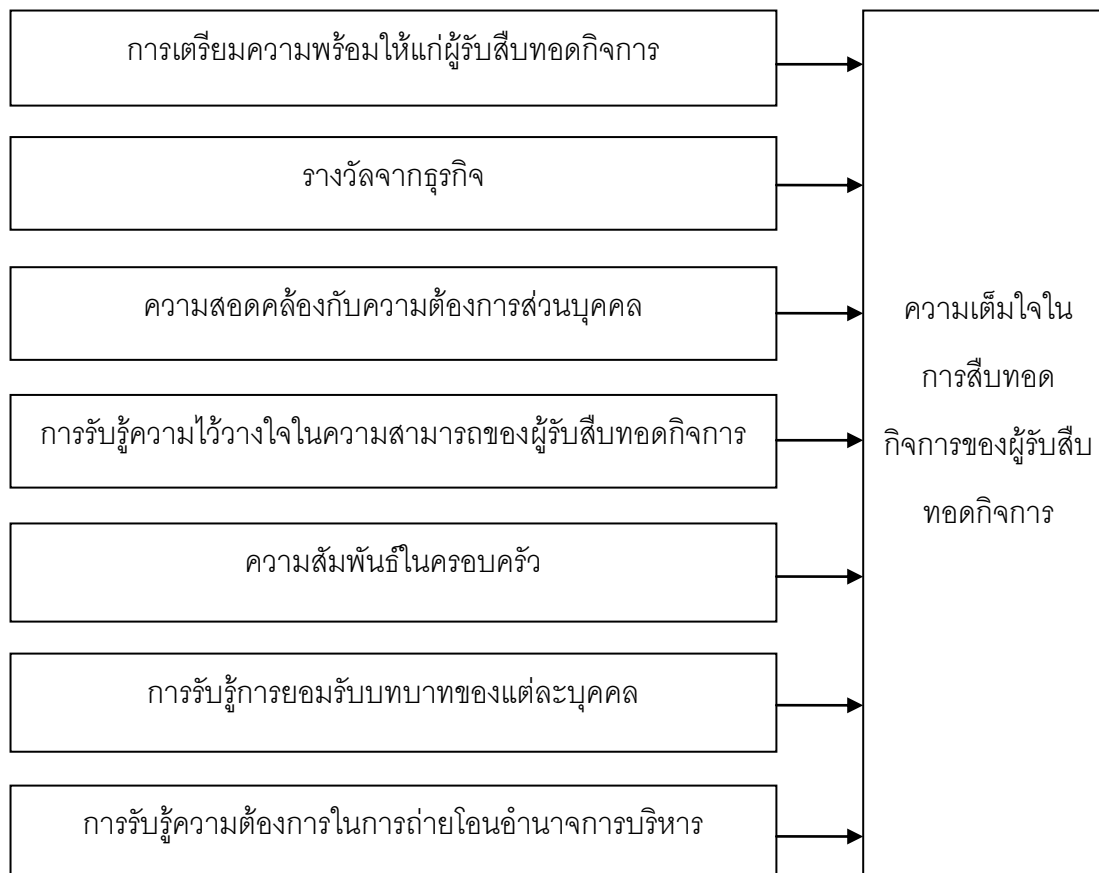 การเตรียมความพร้อมให้แก่ผู้รับสืบทอดกิจการ
รางวัลจากธุรกิจ
ความสอดคล้องกับความต้องการส่วนบุคคล
การรับรู้ความไว้วางใจในความสามารถของผู้รับสืบทอดกิจการ
ความสัมพันธ์ในครอบครัว
การรับรู้การยอมรับบทบาทของแต่ละบุคคล
การรับรู้ความต้องการในการถ่ายโอนอำนาจการบริหาร
ความเต็มใจใน
การสืบทอด
กิจการของผู้รับสืบ
ทอดกิจการ